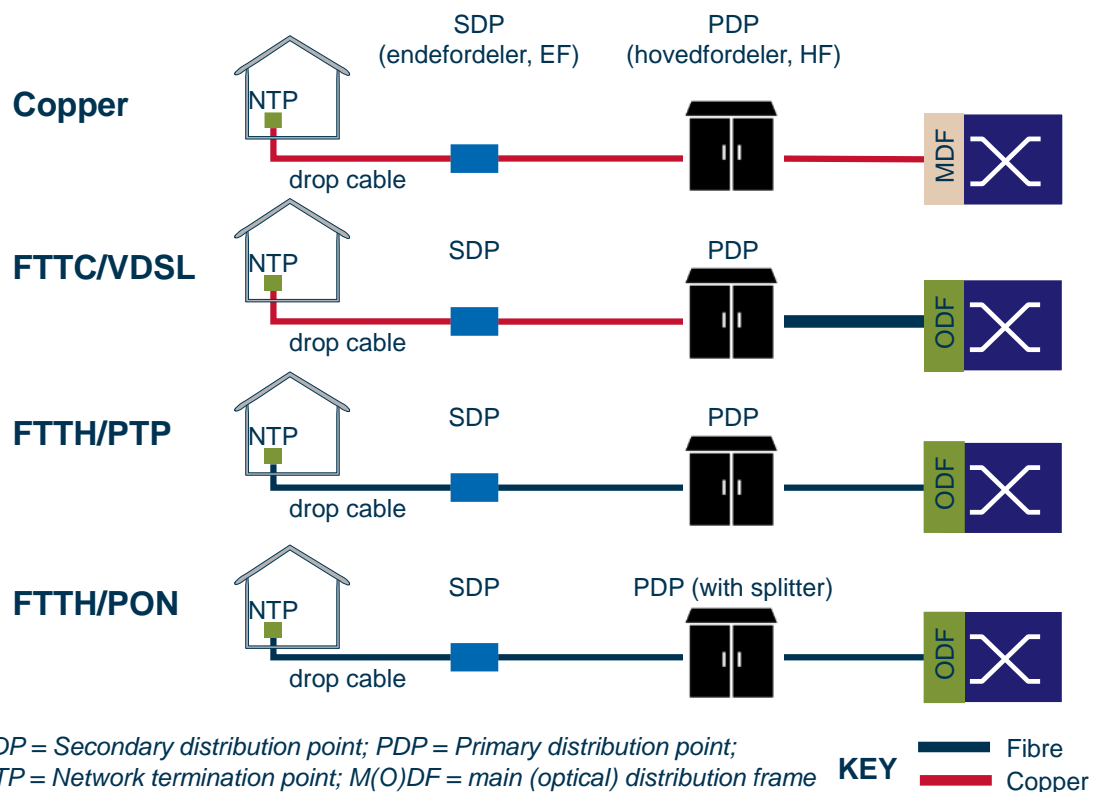 SDP
(endefordeler, EF)
PDP
(hovedfordeler, HF)
Copper
NTP
drop cable
MDF
FTTC/VDSL
NTP
SDP
PDP
drop cable
ODF
FTTH/PTP
NTP
SDP
PDP
drop cable
ODF
FTTH/PON
NTP
SDP
PDP (with splitter)
drop cable
ODF
DP = Secondary distribution point; PDP = Primary distribution point;
TP = Network termination point; M(O)DF = main (optical) distribution frame
KEY
Fibre
Copper